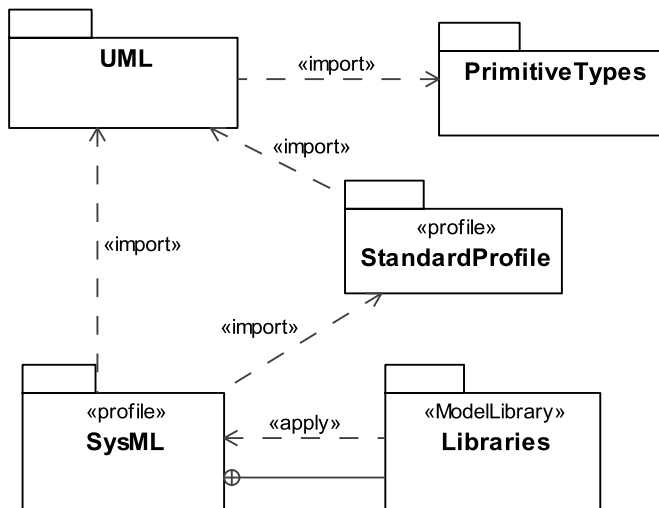 UML
«import»
PrimitiveTypes
«import»
«profile»
StandardProfile
«import»
«import»
«profile»
SysML
«apply»
«ModelLibrary»
Libraries